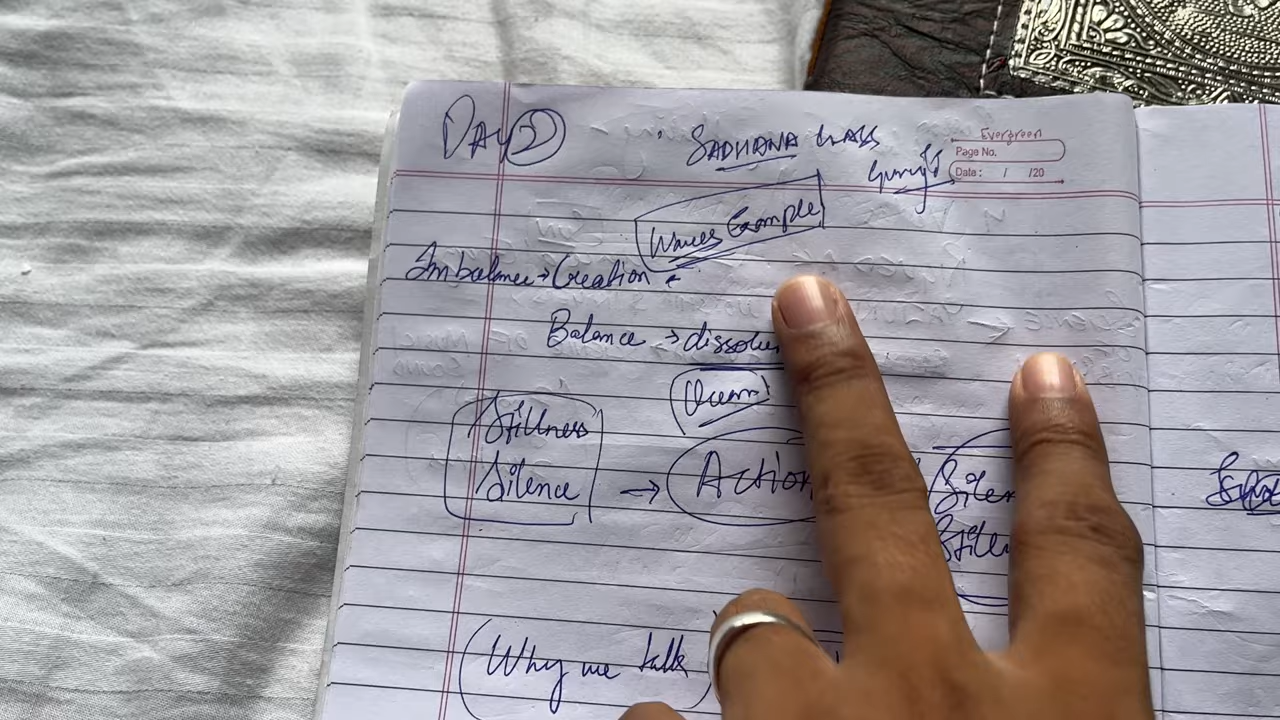 DAY 2
SADHANA CLASS
Guruji
Evergreen
Page No.
Date : / /20
Waves Example
Imbalance → Creation
Balance → dissolve
Ocean
Stillness
Silence → Action
Why we talk